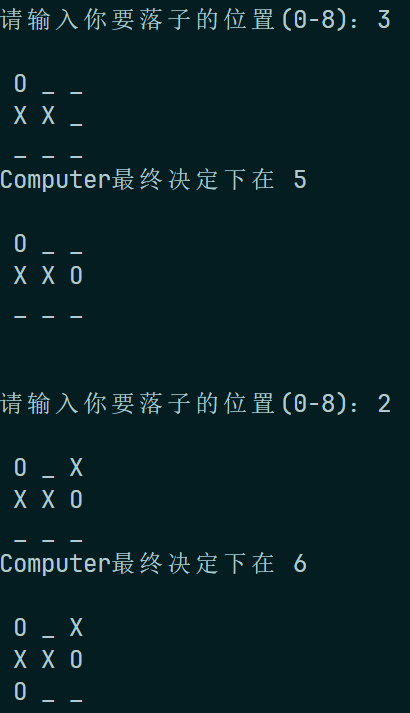 请输入你要落子的位置(0-8): 3
O _ _
X X _
_ _ _
Computer最终决定下在 5
O _ _
X X O
_ _ _
请输入你要落子的位置(0-8): 2
O _ X
X X O
_ _ _
Computer最终决定下在 6
O _ X
X X O
O _ _